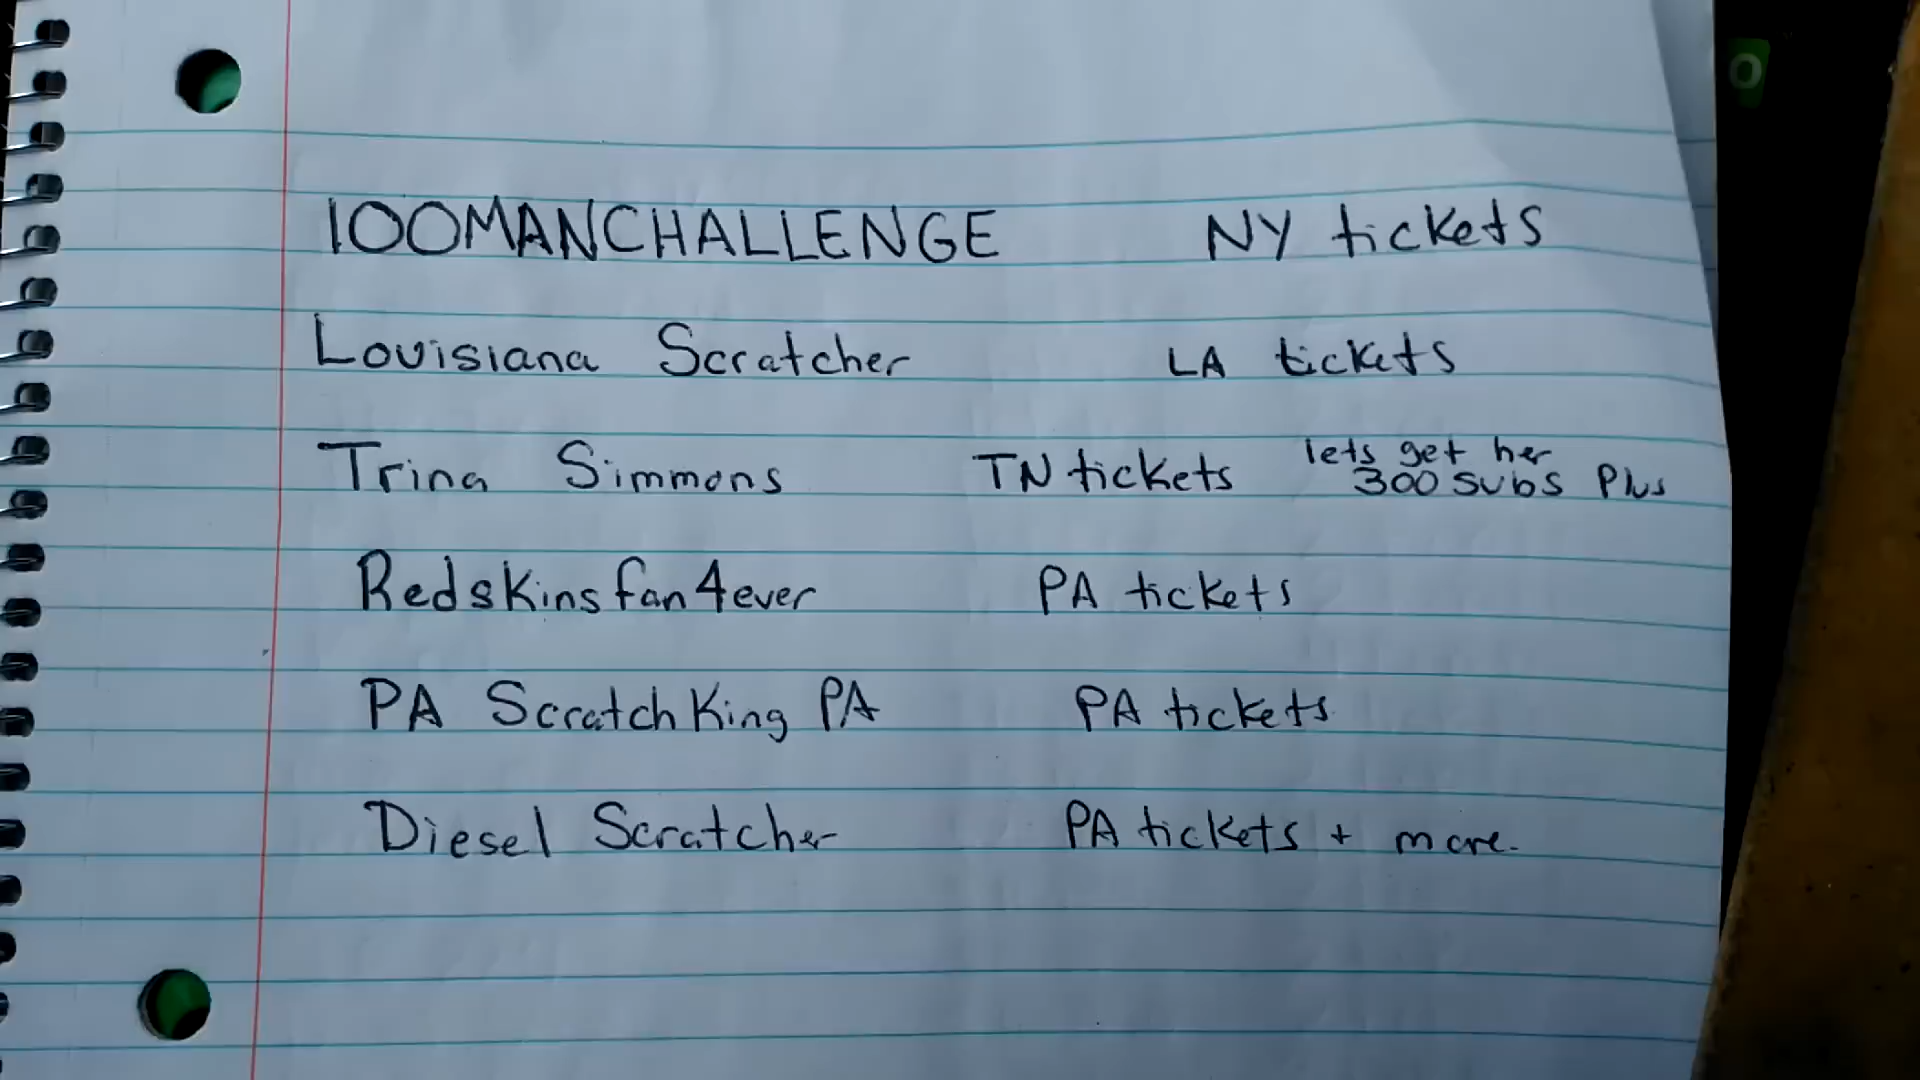 100MANCHALLENGE NY tickets
Louisiana Scratcher LA tickets
Trina Simmons TN tickets lets get her
300 subs Plus
Redskinsfan4ever PA tickets
PA ScratchKing PA PA tickets
Diesel Scratcher PA tickets + more.